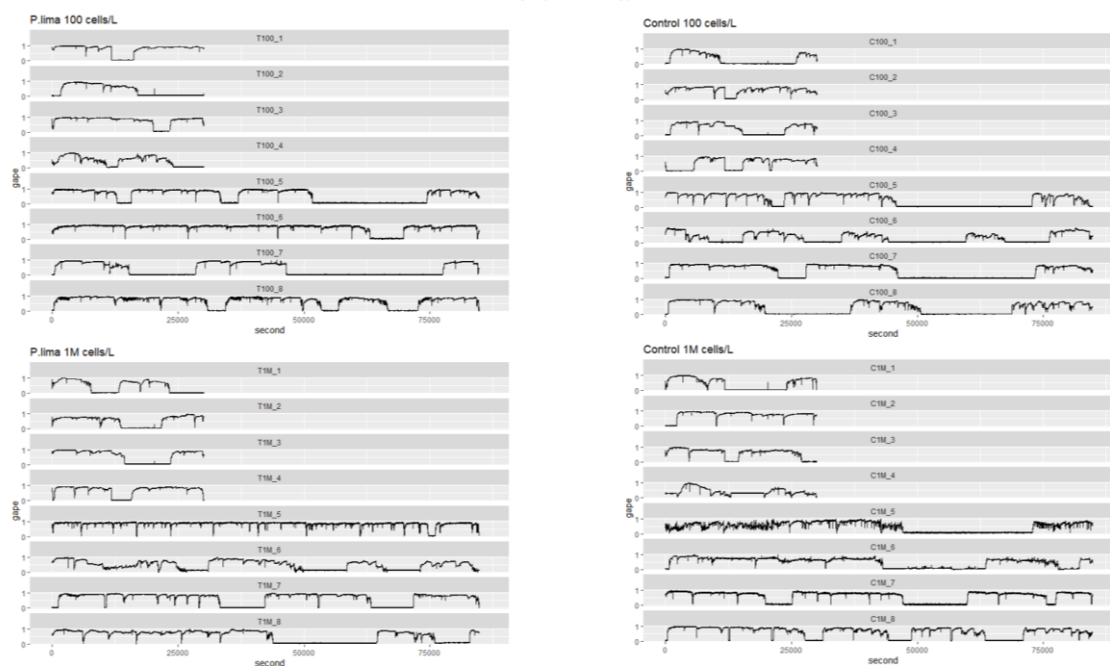 P.lima 100 cells/L
T100_1
1
0
T100_2
1
0
T100_3
1
0
T100_4
1
0
T100_5
1
0
T100_6
1
0
T100_7
1
0
T100_8
1
0
gape
0 25000 50000 75000
second
Control 100 cells/L
C100_1
1
0
C100_2
1
0
C100_3
1
0
C100_4
1
0
C100_5
1
0
C100_6
1
0
C100_7
1
0
C100_8
1
0
gape
0 25000 50000 75000
second
P.lima 1M cells/L
T1M_1
1
0
T1M_2
1
0
T1M_3
1
0
T1M_4
1
0
T1M_5
1
0
T1M_6
1
0
T1M_7
1
0
T1M_8
1
0
gape
0 25000 50000 75000
second
Control 1M cells/L
C1M_1
1
0
C1M_2
1
0
C1M_3
1
0
C1M_4
1
0
C1M_5
1
0
C1M_6
1
0
C1M_7
1
0
C1M_8
1
0
gape
0 25000 50000 75000
second